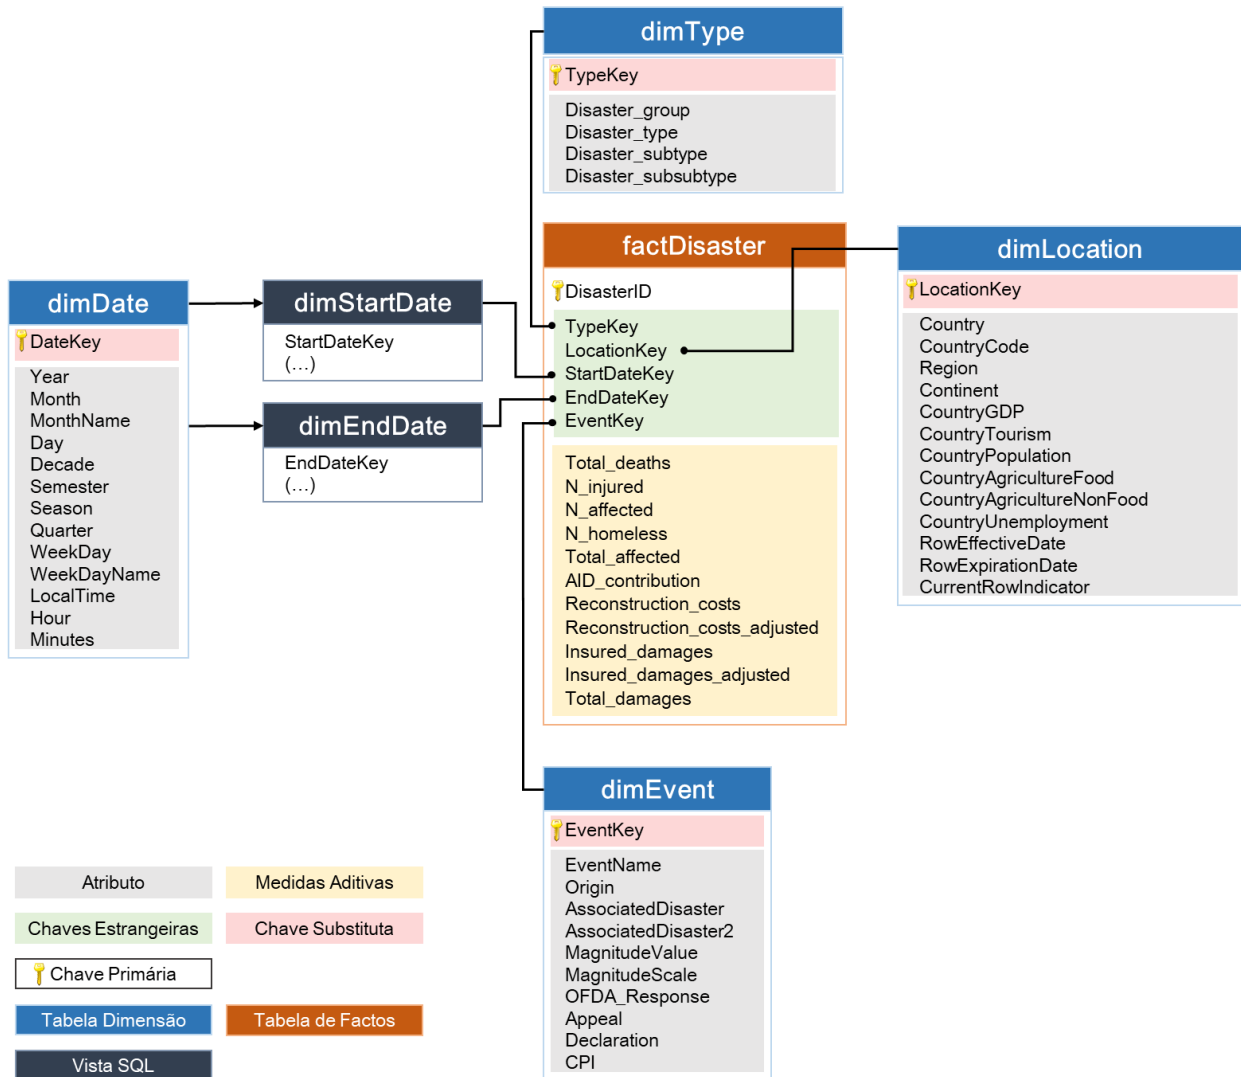 dimType
TypeKey
Disaster_group
Disaster_type
Disaster_subtype
Disaster_subsubtype
factDisaster
DisasterID
TypeKey
LocationKey
StartDateKey
EndDateKey
EventKey
Total_deaths
N_injured
N_affected
N_homeless
Total_affected
AID_contribution
Reconstruction_costs
Reconstruction_costs_adjusted
Insured_damages
Insured_damages_adjusted
Total_damages
dimLocation
LocationKey
Country
CountryCode
Region
Continent
CountryGDP
CountryTourism
CountryPopulation
CountryAgricultureFood
CountryAgricultureNonFood
CountryUnemployment
RowEffectiveDate
RowExpirationDate
CurrentRowIndicator
dimDate
DateKey
Year
Month
MonthName
Day
Decade
Semester
Season
Quarter
WeekDay
WeekDayName
LocalTime
Hour
Minutes
dimStartDate
StartDateKey
(...)
dimEndDate
EndDateKey
(...)
dimEvent
EventKey
EventName
Origin
AssociatedDisaster
AssociatedDisaster2
MagnitudeValue
MagnitudeScale
OFDA_Response
Appeal
Declaration
CPI
Atributo
Medidas Aditivas
Chaves Estrangeiras
Chave Substituta
Chave Primária
Tabela Dimensão
Tabela de Factos
Vista SQL